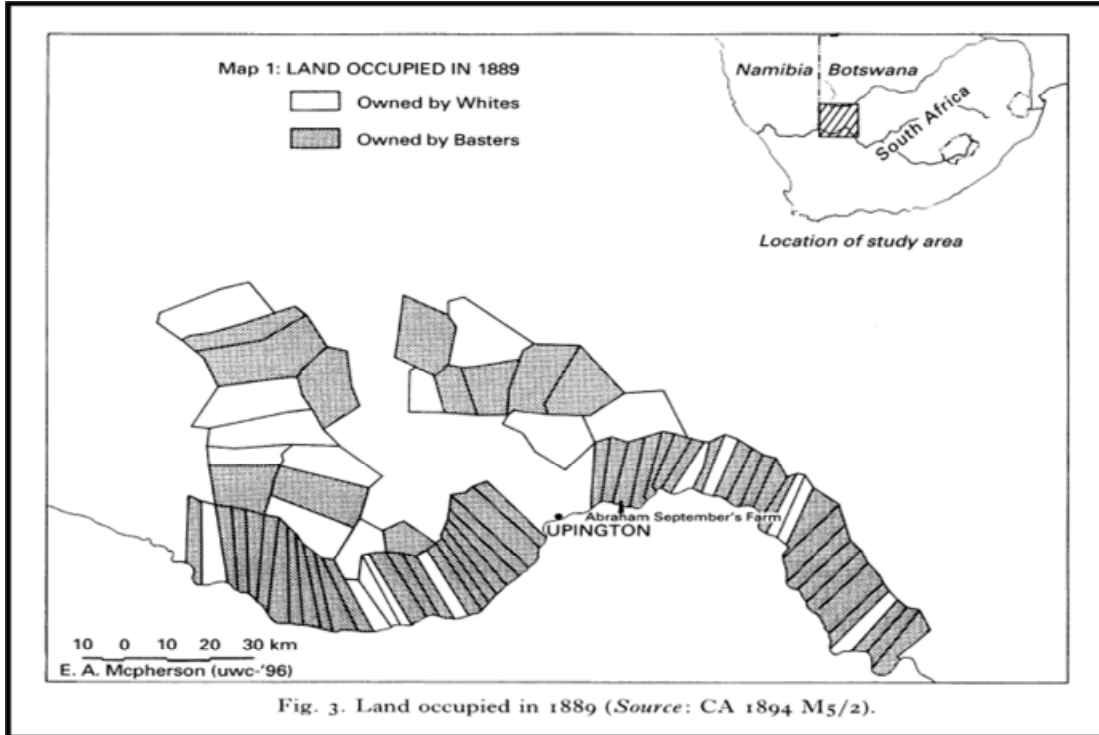 Map 1: LAND OCCUPIED IN 1889
Owned by Whites
Owned by Basters
Namibia
Botswana
South Africa
Location of study area
Abraham September's Farm
UPINGTON
10 0 10 20 30 km
E. A. Mcpherson (uwc-'96)
Fig. 3. Land occupied in 1889 (Source: CA 1894 M5/2).